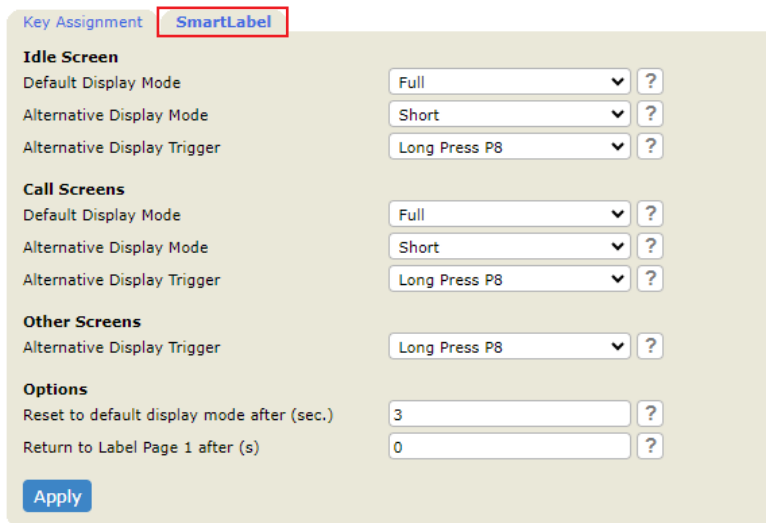 Key Assignment SmartLabel
Idle Screen
Default Display Mode Full ?
Alternative Display Mode Short ?
Alternative Display Trigger Long Press P8 ?
Call Screens
Default Display Mode Full ?
Alternative Display Mode Short ?
Alternative Display Trigger Long Press P8 ?
Other Screens
Alternative Display Trigger Long Press P8 ?
Options
Reset to default display mode after (sec.) 3 ?
Return to Label Page 1 after (s) 0 ?
Apply